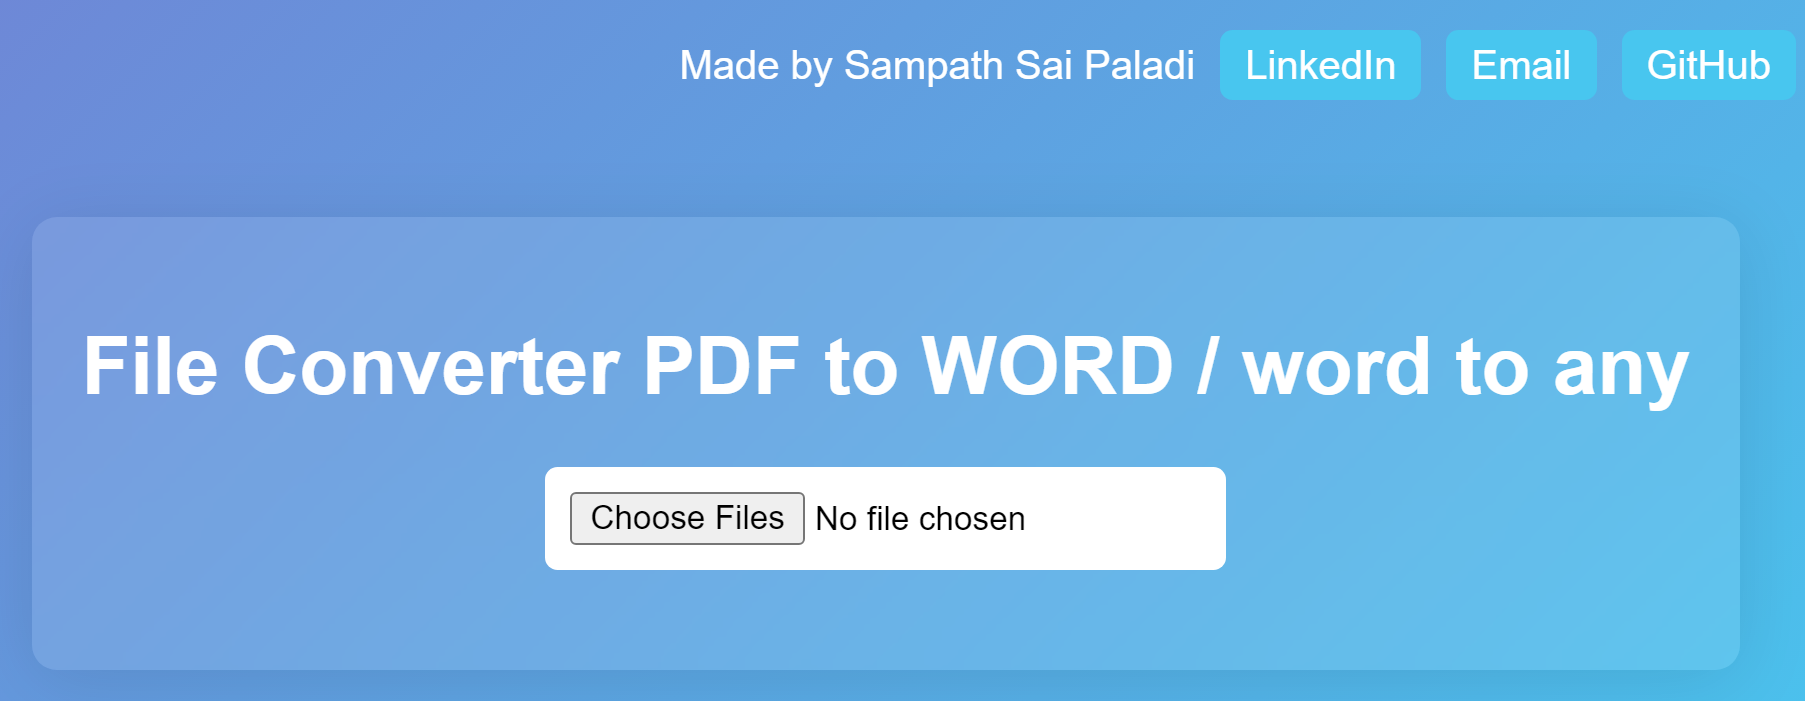 Made by Sampath Sai Paladi LinkedIn Email GitHub
File Converter PDF to WORD / word to any
Choose Files No file chosen